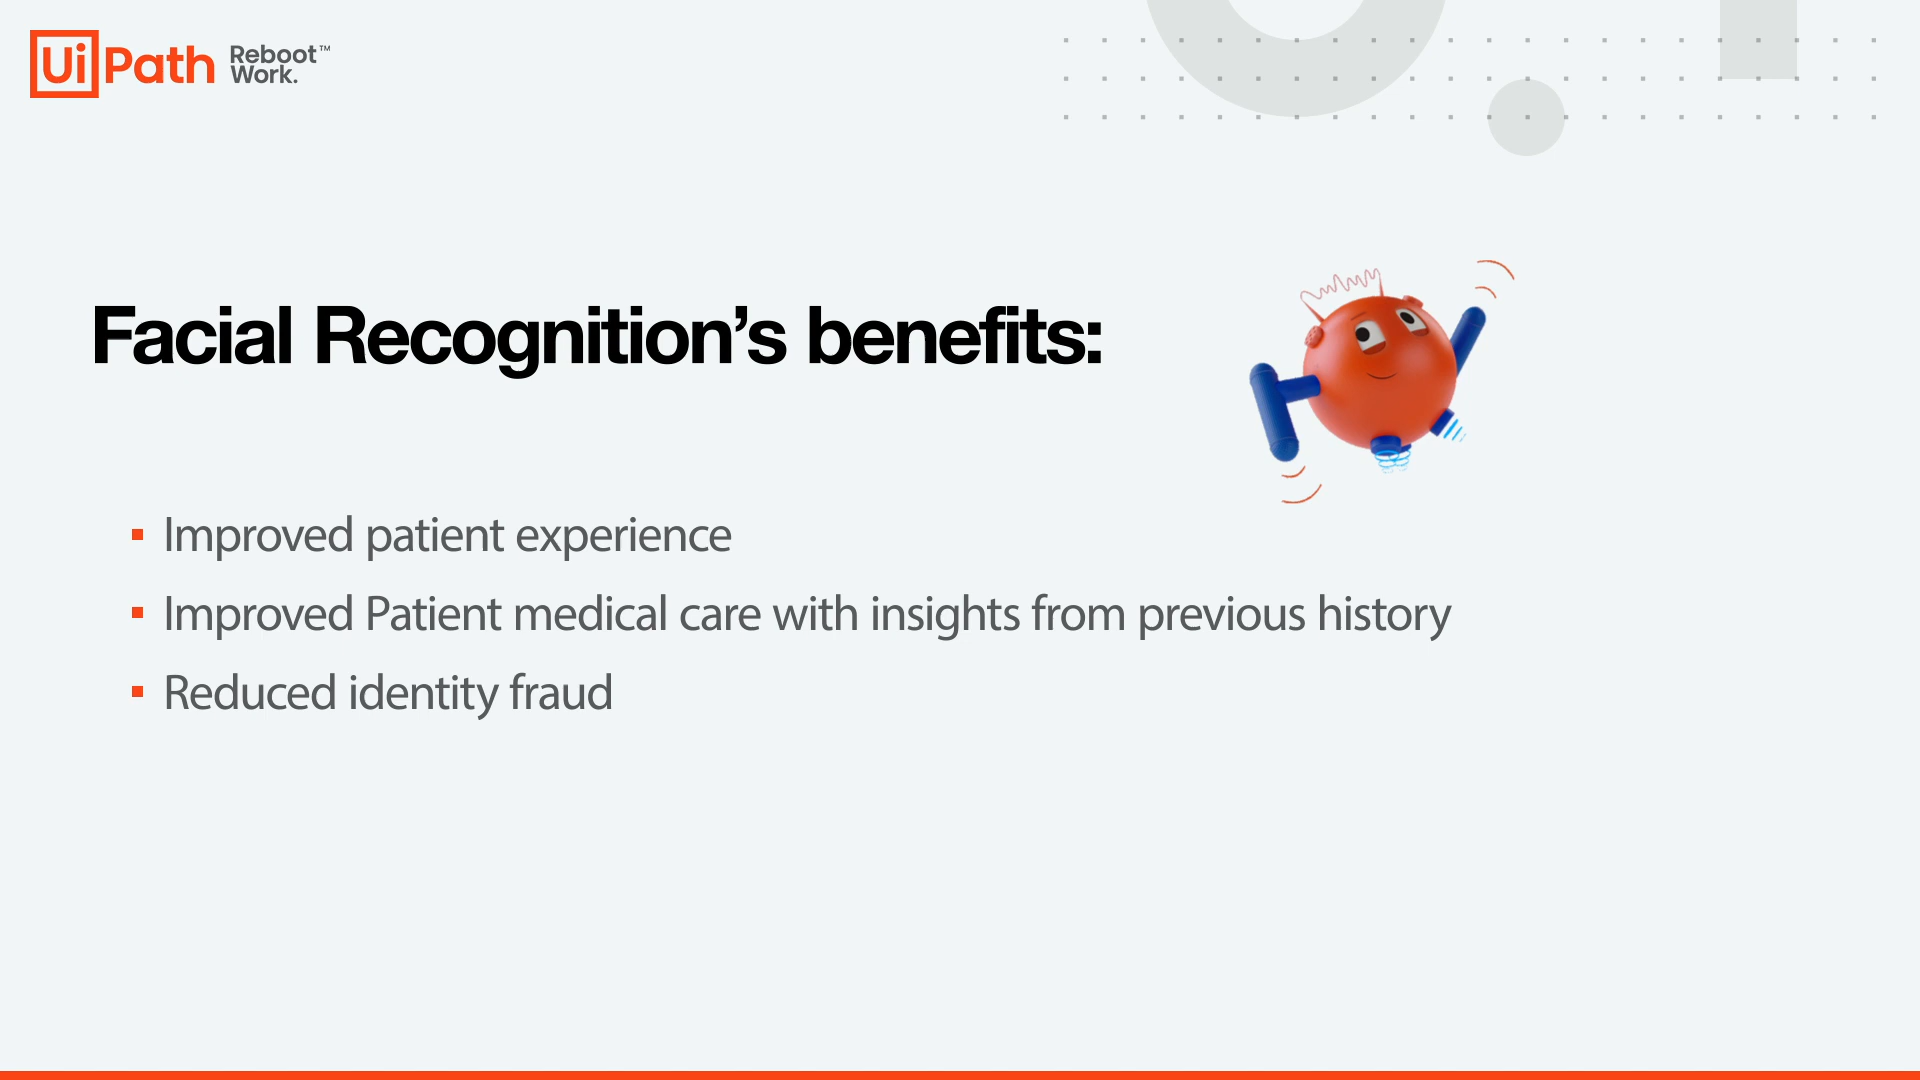 UiPath Reboot™
Work.
Facial Recognition’s benefits:
▪ Improved patient experience
▪ Improved Patient medical care with insights from previous history
▪ Reduced identity fraud